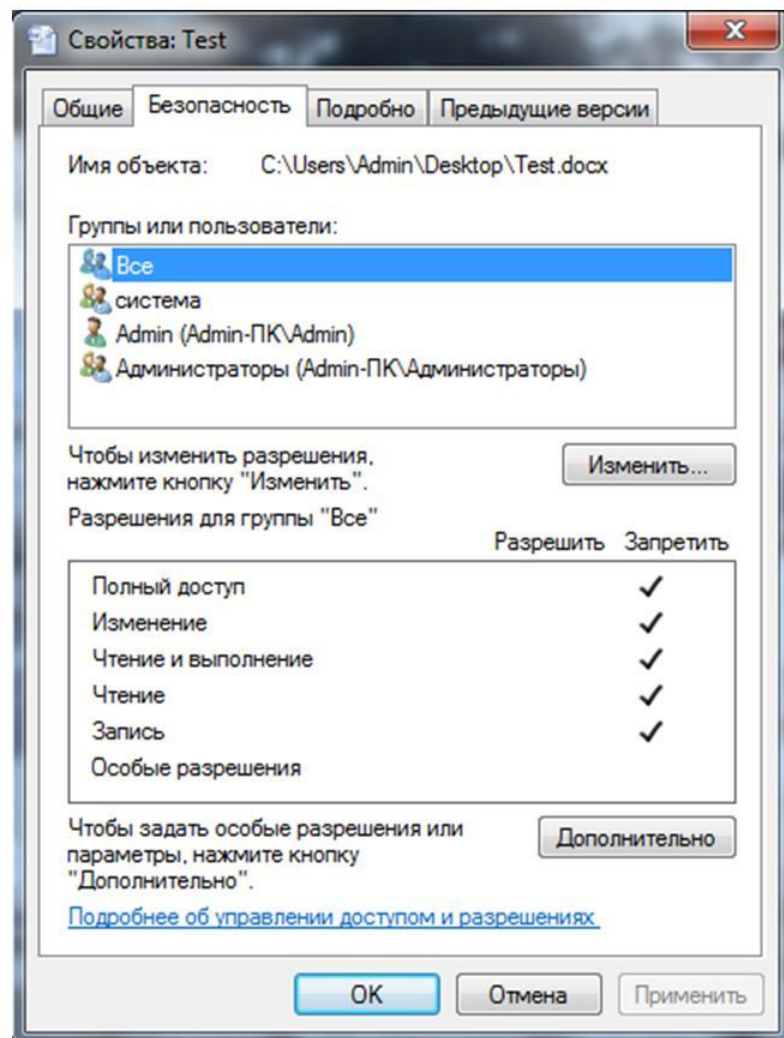 Свойства: Test
Общие Безопасность Подробно Предыдущие версии
Имя объекта: C:\Users\Admin\Desktop\Test.docx
Группы или пользователи:
Все
система
Admin (Admin-ПК\Admin)
Администраторы (Admin-ПК\Администраторы)
Чтобы изменить разрешения,
нажмите кнопку "Изменить".
Изменить...
Разрешения для группы "Все"
Разрешить Запретить
Полный доступ
Изменение
Чтение и выполнение
Чтение
Запись
Особые разрешения
Чтобы задать особые разрешения или
параметры, нажмите кнопку
"Дополнительно".
Дополнительно
Подробнее об управлении доступом и разрешениях
OK Отмена Применить